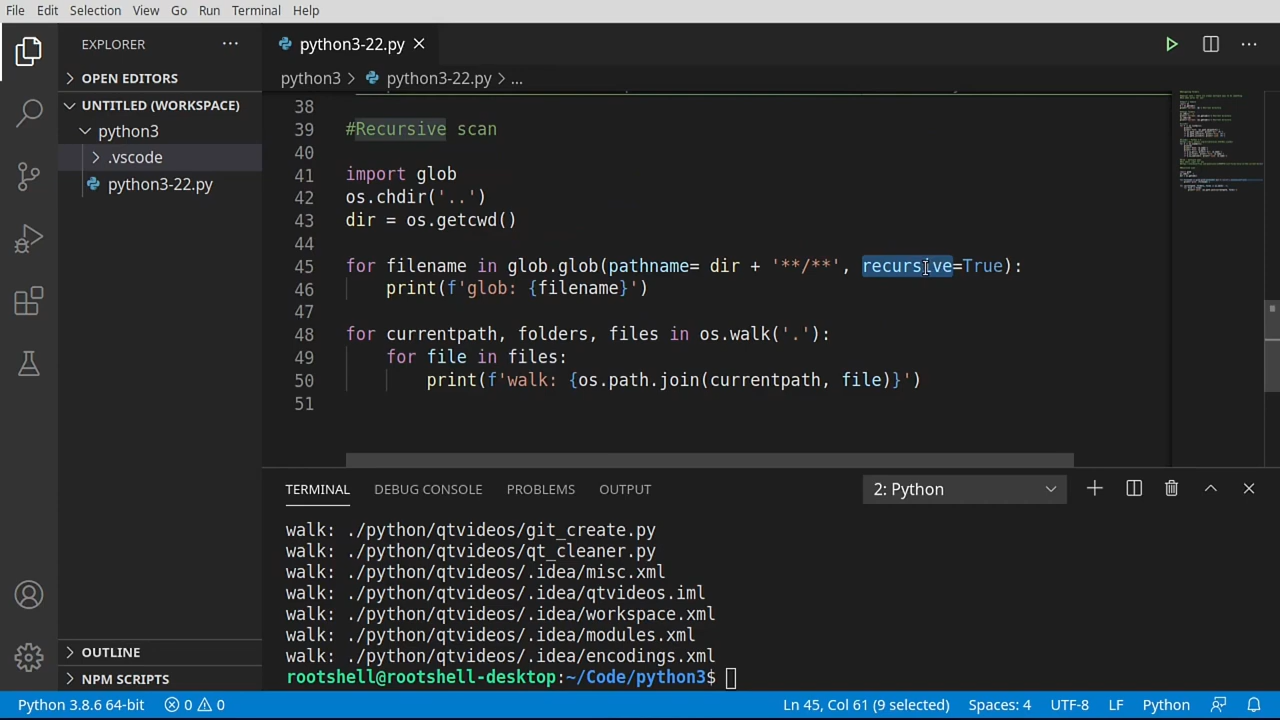 File Edit Selection View Go Run Terminal Help
EXPLORER
python3-22.py
OPEN EDITORS
python3 > python3-22.py > ...
UNTITLED (WORKSPACE)
python3
.vscode
python3-22.py
38
39 #Recursive scan
40
41 import glob
42 os.chdir('..')
43 dir = os.getcwd()
44
45 for filename in glob.glob(pathname= dir + '**/**', recursive=True):
46 print(f'glob: {filename}')
47
48 for currentpath, folders, files in os.walk('.'):
49 for file in files:
50 print(f'walk: {os.path.join(currentpath, file)}')
51
TERMINAL DEBUG CONSOLE PROBLEMS OUTPUT 2: Python
walk: ./python/qtvideos/git_create.py
walk: ./python/qtvideos/qt_cleaner.py
walk: ./python/qtvideos/.idea/misc.xml
walk: ./python/qtvideos/.idea/qtvideos.iml
walk: ./python/qtvideos/.idea/workspace.xml
walk: ./python/qtvideos/.idea/modules.xml
walk: ./python/qtvideos/.idea/encodings.xml
rootshell@rootshell-desktop:~/Code/python3$
OUTLINE
NPM SCRIPTS
Python 3.8.6 64-bit 0 0 Ln 45, Col 61 (9 selected) Spaces: 4 UTF-8 LF Python